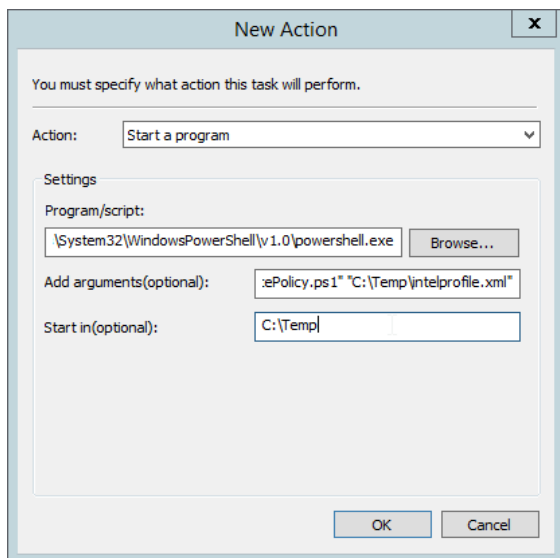 New Action
x
You must specify what action this task will perform.
Action: Start a program
Settings
Program/script:
\System32\WindowsPowerShell\v1.0\powershell.exe Browse...
Add arguments(optional): :ePolicy.ps1" "C:\Temp\intelprofile.xml"
Start in(optional): C:\Temp
OK Cancel